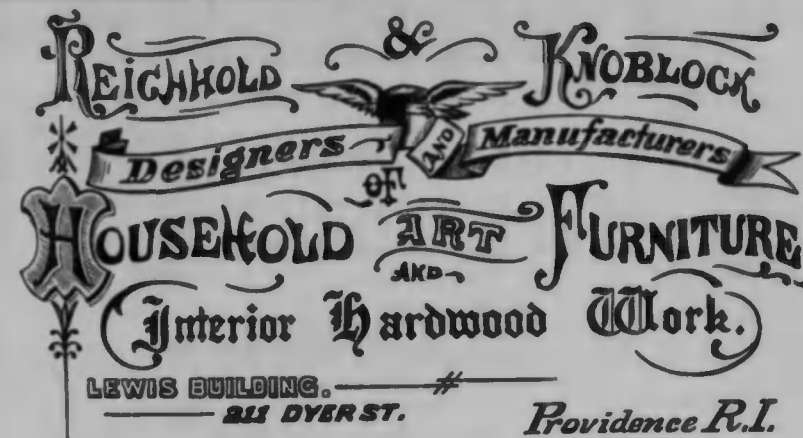 REICHHOLD & KNOBLOCK
Designers AND Manufacturers
OF
HOUSEHOLD ART FURNITURE
AND
Interior Hardwood Work.
LEWIS BUILDING.
211 DYER ST.
Providence R.I.